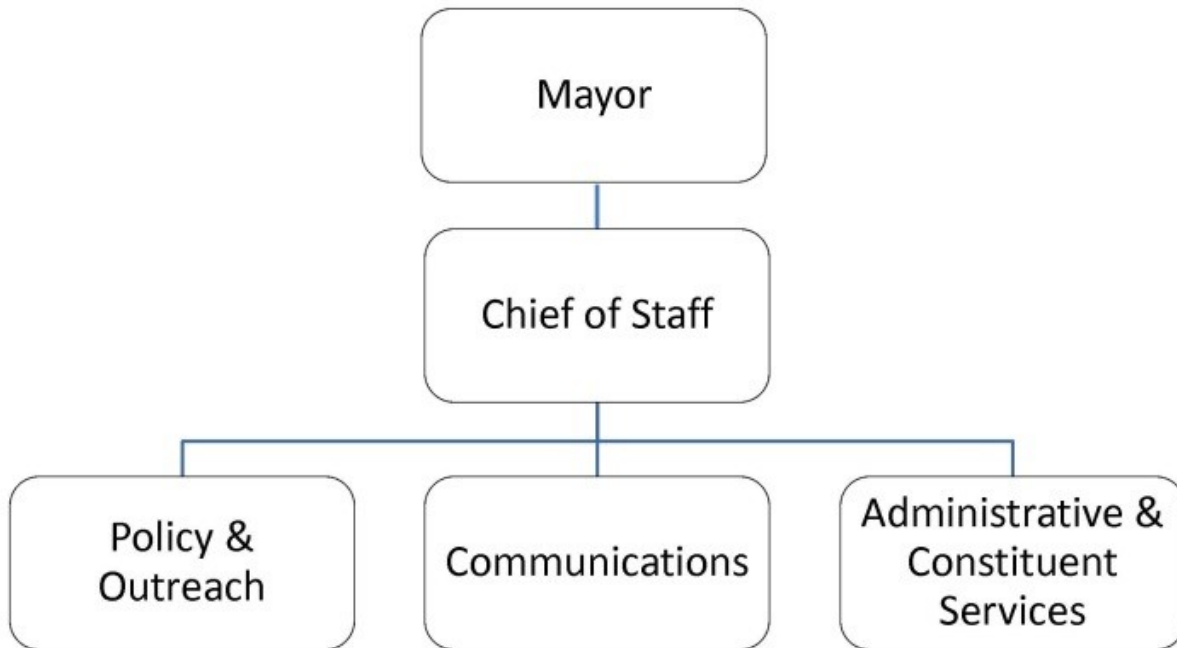 Mayor
Chief of Staff
Policy &
Outreach
Communications
Administrative &
Constituent
Services